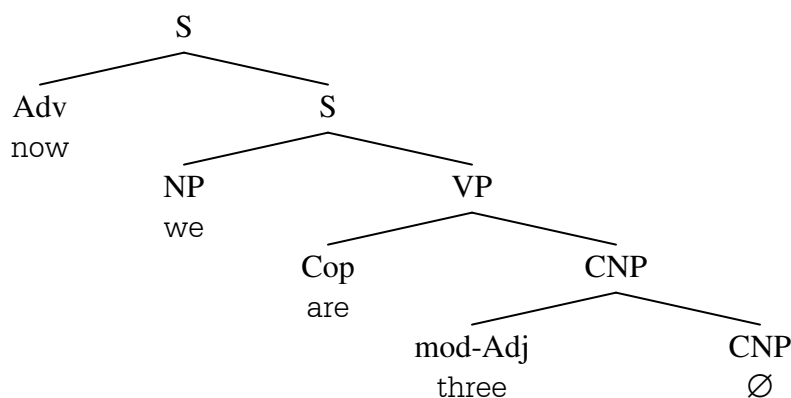 S
Adv S
now
NP VP
we
Cop CNP
are
mod-Adj CNP
three ∅